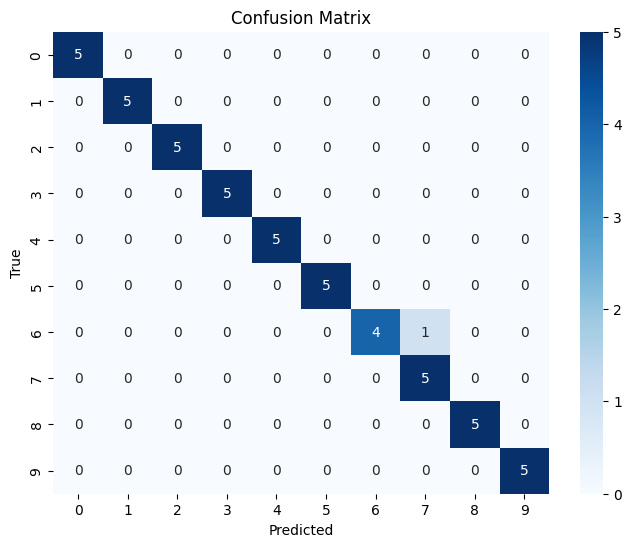 Confusion Matrix
0 5 0 0 0 0 0 0 0 0 0
1 0 5 0 0 0 0 0 0 0 0
2 0 0 5 0 0 0 0 0 0 0
3 0 0 0 5 0 0 0 0 0 0
4 0 0 0 0 5 0 0 0 0 0
5 0 0 0 0 0 5 0 0 0 0
6 0 0 0 0 0 0 4 1 0 0
7 0 0 0 0 0 0 0 5 0 0
8 0 0 0 0 0 0 0 0 5 0
9 0 0 0 0 0 0 0 0 0 5
0 1 2 3 4 5 6 7 8 9
Predicted
True
5
4
3
2
1
0